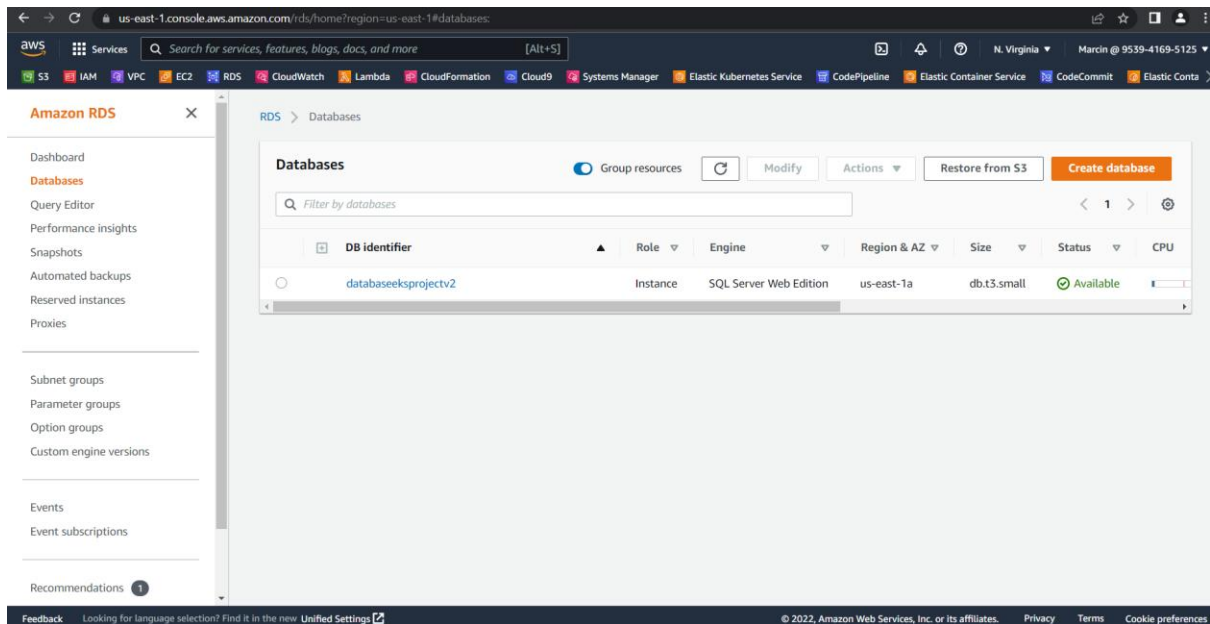 us-east-1.console.aws.amazon.com/rds/home?region=us-east-1#databases:
aws Services Search for services, features, blogs, docs, and more [Alt+S] N. Virginia Marcin @ 9539-4169-5125
S3 IAM VPC EC2 RDS CloudWatch Lambda CloudFormation Cloud9 Systems Manager Elastic Kubernetes Service CodePipeline Elastic Container Service CodeCommit Elastic Conta
Amazon RDS
Dashboard
Databases
Query Editor
Performance insights
Snapshots
Automated backups
Reserved instances
Proxies
Subnet groups
Parameter groups
Option groups
Custom engine versions
Events
Event subscriptions
Recommendations 1
RDS > Databases
Databases Group resources Modify Actions Restore from S3 Create database
Filter by databases 1
DB identifier Role Engine Region & AZ Size Status CPU
databaseeksprojectv2 Instance SQL Server Web Edition us-east-1a db.t3.small Available
Feedback Looking for language selection? Find it in the new Unified Settings © 2022, Amazon Web Services, Inc. or its affiliates. Privacy Terms Cookie preferences